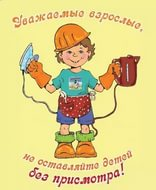 Уважаемые взрослые,
не оставляйте детей
без присмотра!